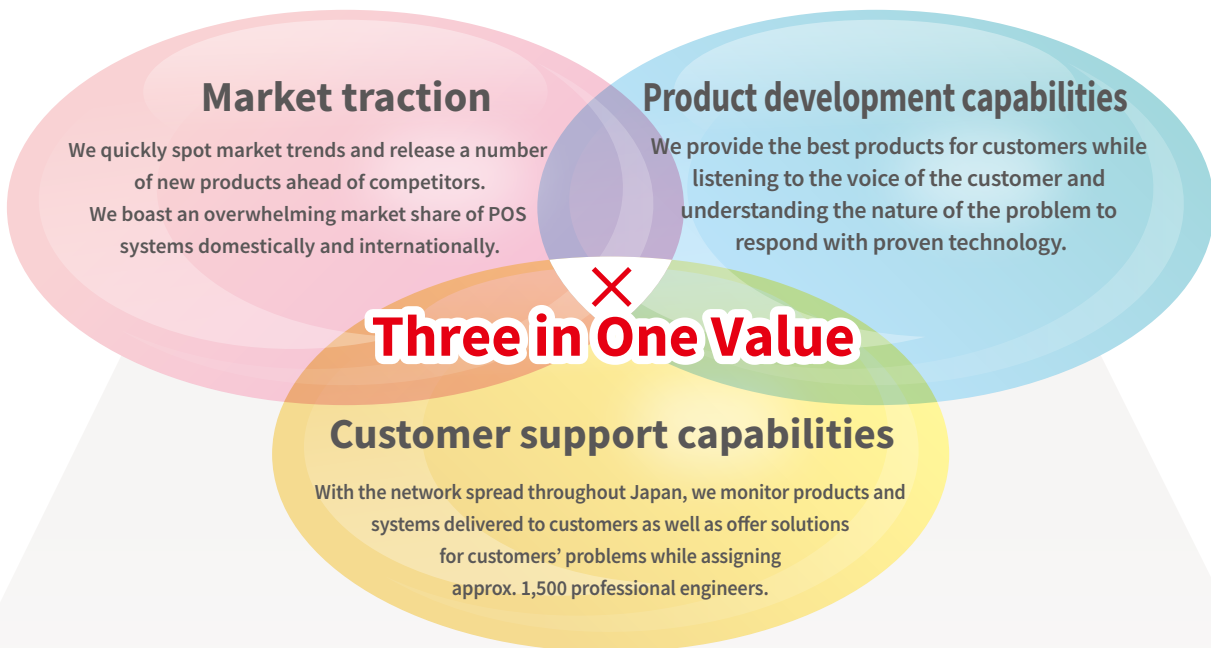 Market traction
We quickly spot market trends and release a number
of new products ahead of competitors.
We boast an overwhelming market share of POS
systems domestically and internationally.
Product development capabilities
We provide the best products for customers while
listening to the voice of the customer and
understanding the nature of the problem to
respond with proven technology.
×
Three in One Value
Customer support capabilities
With the network spread throughout Japan, we monitor products and
systems delivered to customers as well as offer solutions
for customers’ problems while assigning
approx. 1,500 professional engineers.